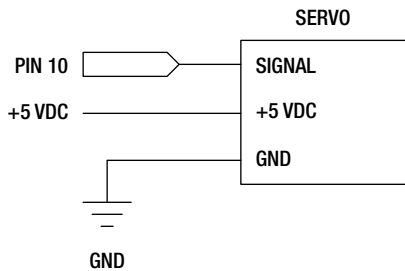 SERVO
PIN 10
SIGNAL
+5 VDC
+5 VDC
GND
GND